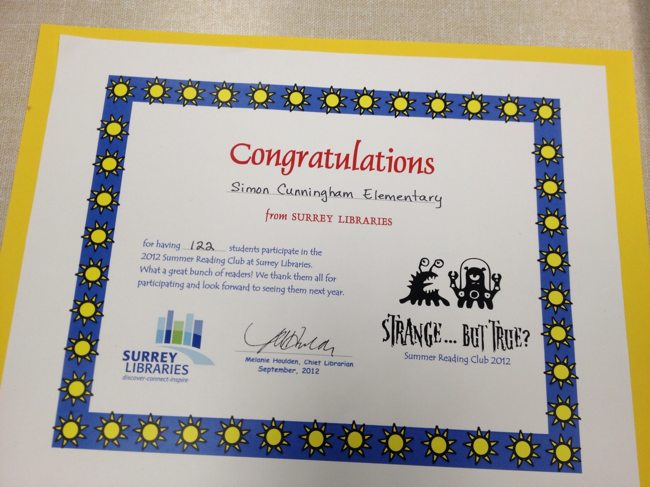 Congratulations
Simon Cunningham Elementary
from SURREY LIBRARIES
for having 122 students participate in the
2012 Summer Reading Club at Surrey Libraries.
What a great bunch of readers! We thank them all for
participating and look forward to seeing them next year.
STRANGE... BUT TRUE?
Summer Reading Club 2012
SURREY
LIBRARIES
discover·connect·inspire
Melanie Houlden, Chief Librarian
September, 2012